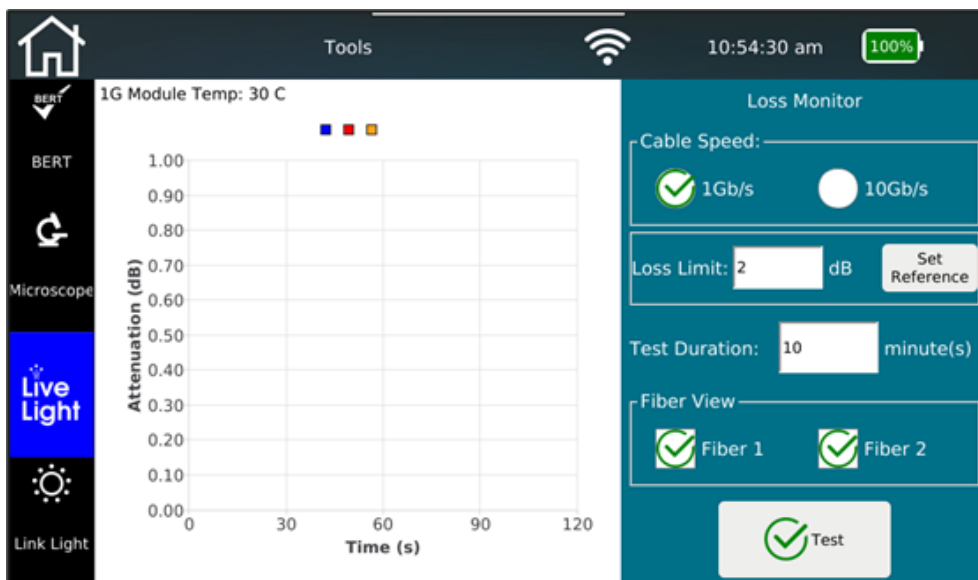 Tools
10:54:30 am
100%
BERT
BERT
Microscope
Live
Light
Link Light
1G Module Temp: 30 C
1.00
0.90
0.80
0.70
0.60
0.50
0.40
0.30
0.20
0.10
0.00
Attenuation (dB)
0 30 60 90 120
Time (s)
Loss Monitor
Cable Speed:
1Gb/s 10Gb/s
Loss Limit: 2 dB
Set
Reference
Test Duration: 10 minute(s)
Fiber View
Fiber 1 Fiber 2
Test